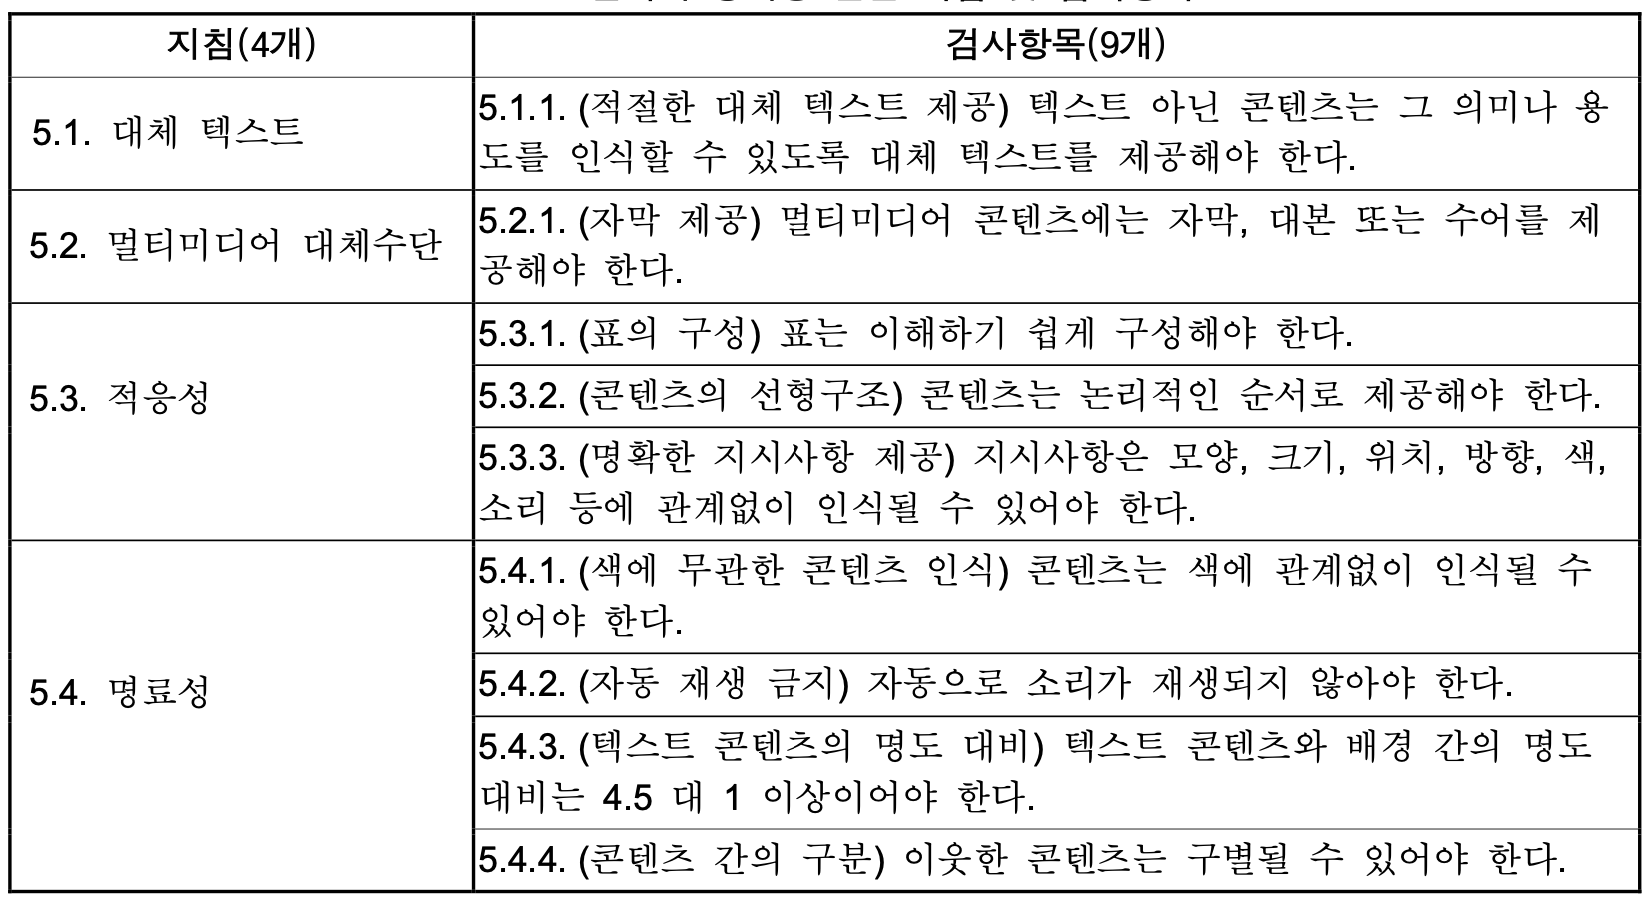 지침(4개)
검사항목(9개)
5.1. 대체 텍스트
5.1.1. (적절한 대체 텍스트 제공) 텍스트 아닌 콘텐츠는 그 의미나 용
도를 인식할 수 있도록 대체 텍스트를 제공해야 한다.
5.2. 멀티미디어 대체수단
5.2.1. (자막 제공) 멀티미디어 콘텐츠에는 자막, 대본 또는 수어를 제
공해야 한다.
5.3. 적응성
5.3.1. (표의 구성) 표는 이해하기 쉽게 구성해야 한다.
5.3.2. (콘텐츠의 선형구조) 콘텐츠는 논리적인 순서로 제공해야 한다.
5.3.3. (명확한 지시사항 제공) 지시사항은 모양, 크기, 위치, 방향, 색,
소리 등에 관계없이 인식될 수 있어야 한다.
5.4. 명료성
5.4.1. (색에 무관한 콘텐츠 인식) 콘텐츠는 색에 관계없이 인식될 수
있어야 한다.
5.4.2. (자동 재생 금지) 자동으로 소리가 재생되지 않아야 한다.
5.4.3. (텍스트 콘텐츠의 명도 대비) 텍스트 콘텐츠와 배경 간의 명도
대비는 4.5 대 1 이상이어야 한다.
5.4.4. (콘텐츠 간의 구분) 이웃한 콘텐츠는 구별될 수 있어야 한다.